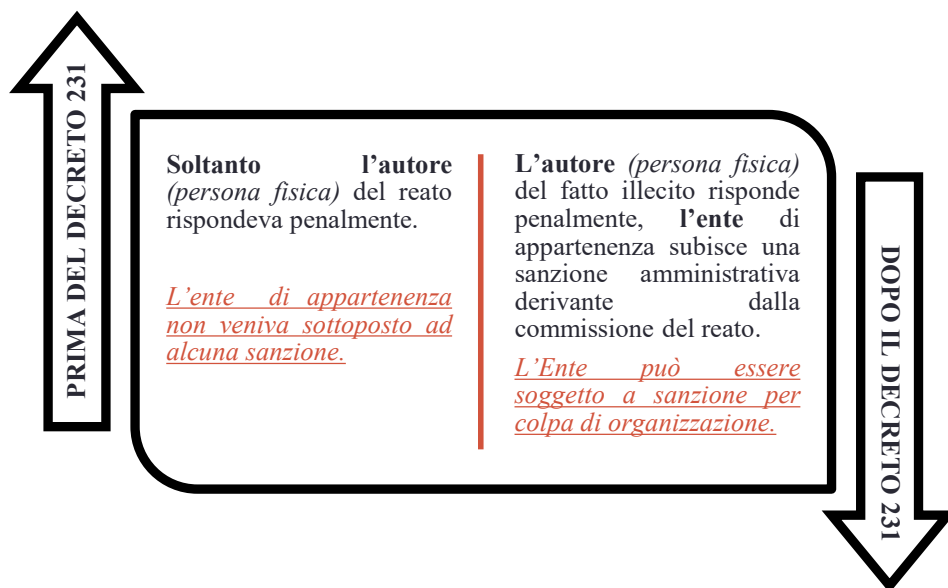 PRIMA DEL DECRETO 231
Soltanto l’autore
(persona fisica) del reato
rispondeva penalmente.
L’ente di appartenenza
non veniva sottoposto ad
alcuna sanzione.
L’autore (persona fisica)
del fatto illecito risponde
penalmente, l’ente di
appartenenza subisce una
sanzione amministrativa
derivante dalla
commissione del reato.
L’Ente può essere
soggetto a sanzione per
colpa di organizzazione.
DOPO IL DECRETO 231